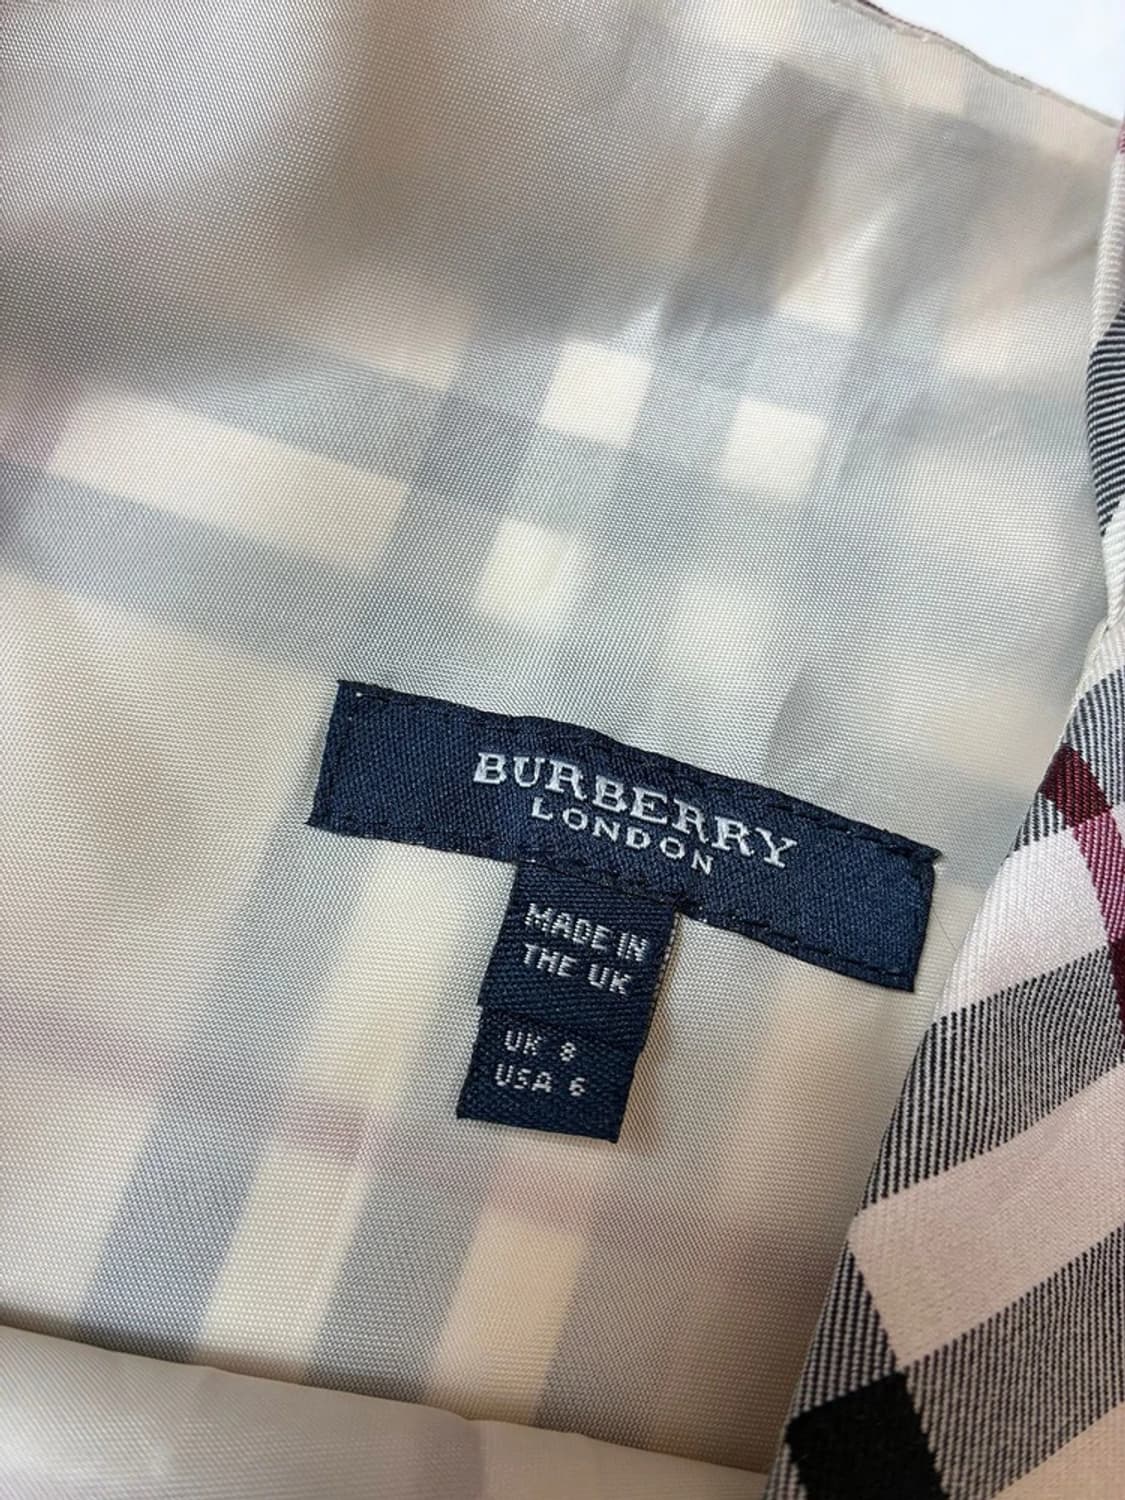 BURBERRY
LONDON
MADE IN
THE UK
UK 8
USA 6